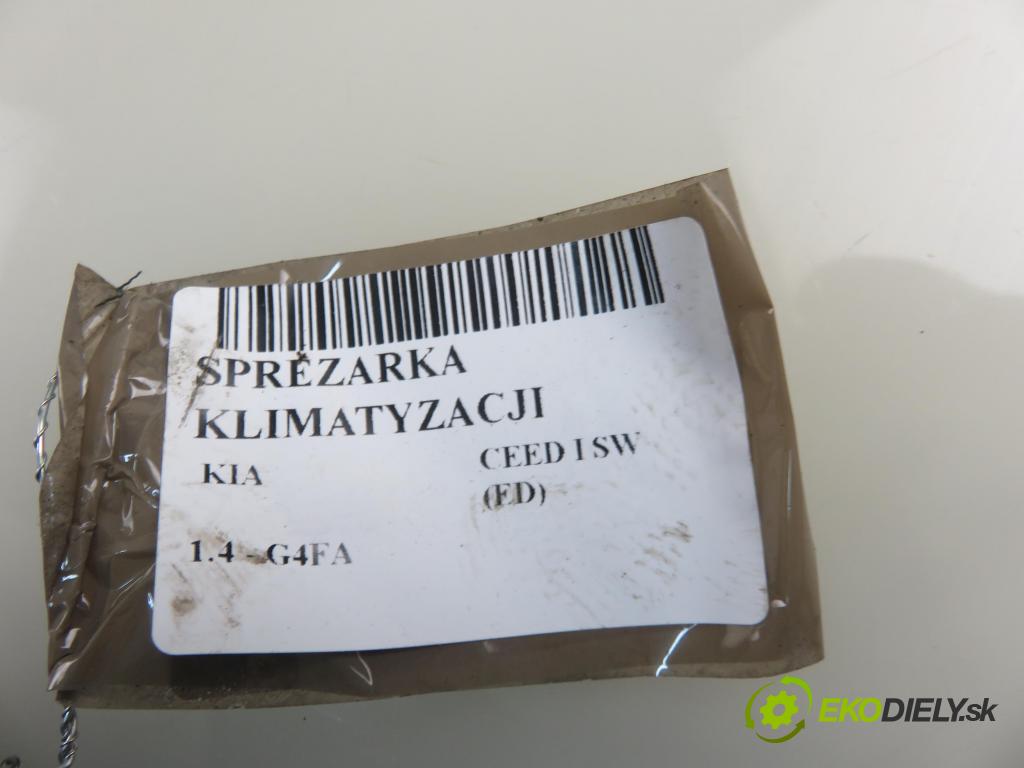 SPRĘŻARKA
KLIMATYZACJI
KIA
CEED I SW
(ED)
1.4 - G4FA
EKODIELY.sk